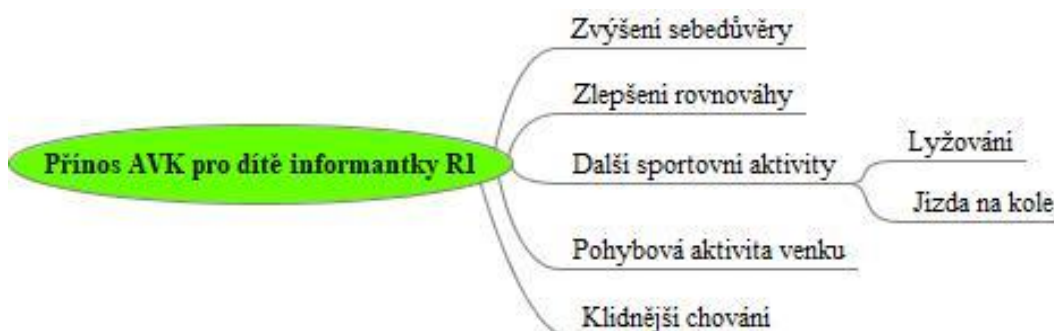 Zvýšení sebedůvěry
Zlepšení rovnováhy
Přínos AVK pro dítě informantky R1
Další sportovní aktivity
Lyžování
Jízda na kole
Pohybová aktivita venku
Klidnější chování